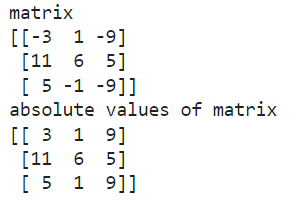 matrix
[[-3  1 -9]
 [11  6  5]
 [ 5 -1 -9]]
absolute values of matrix
[[ 3  1  9]
 [11  6  5]
 [ 5  1  9]]